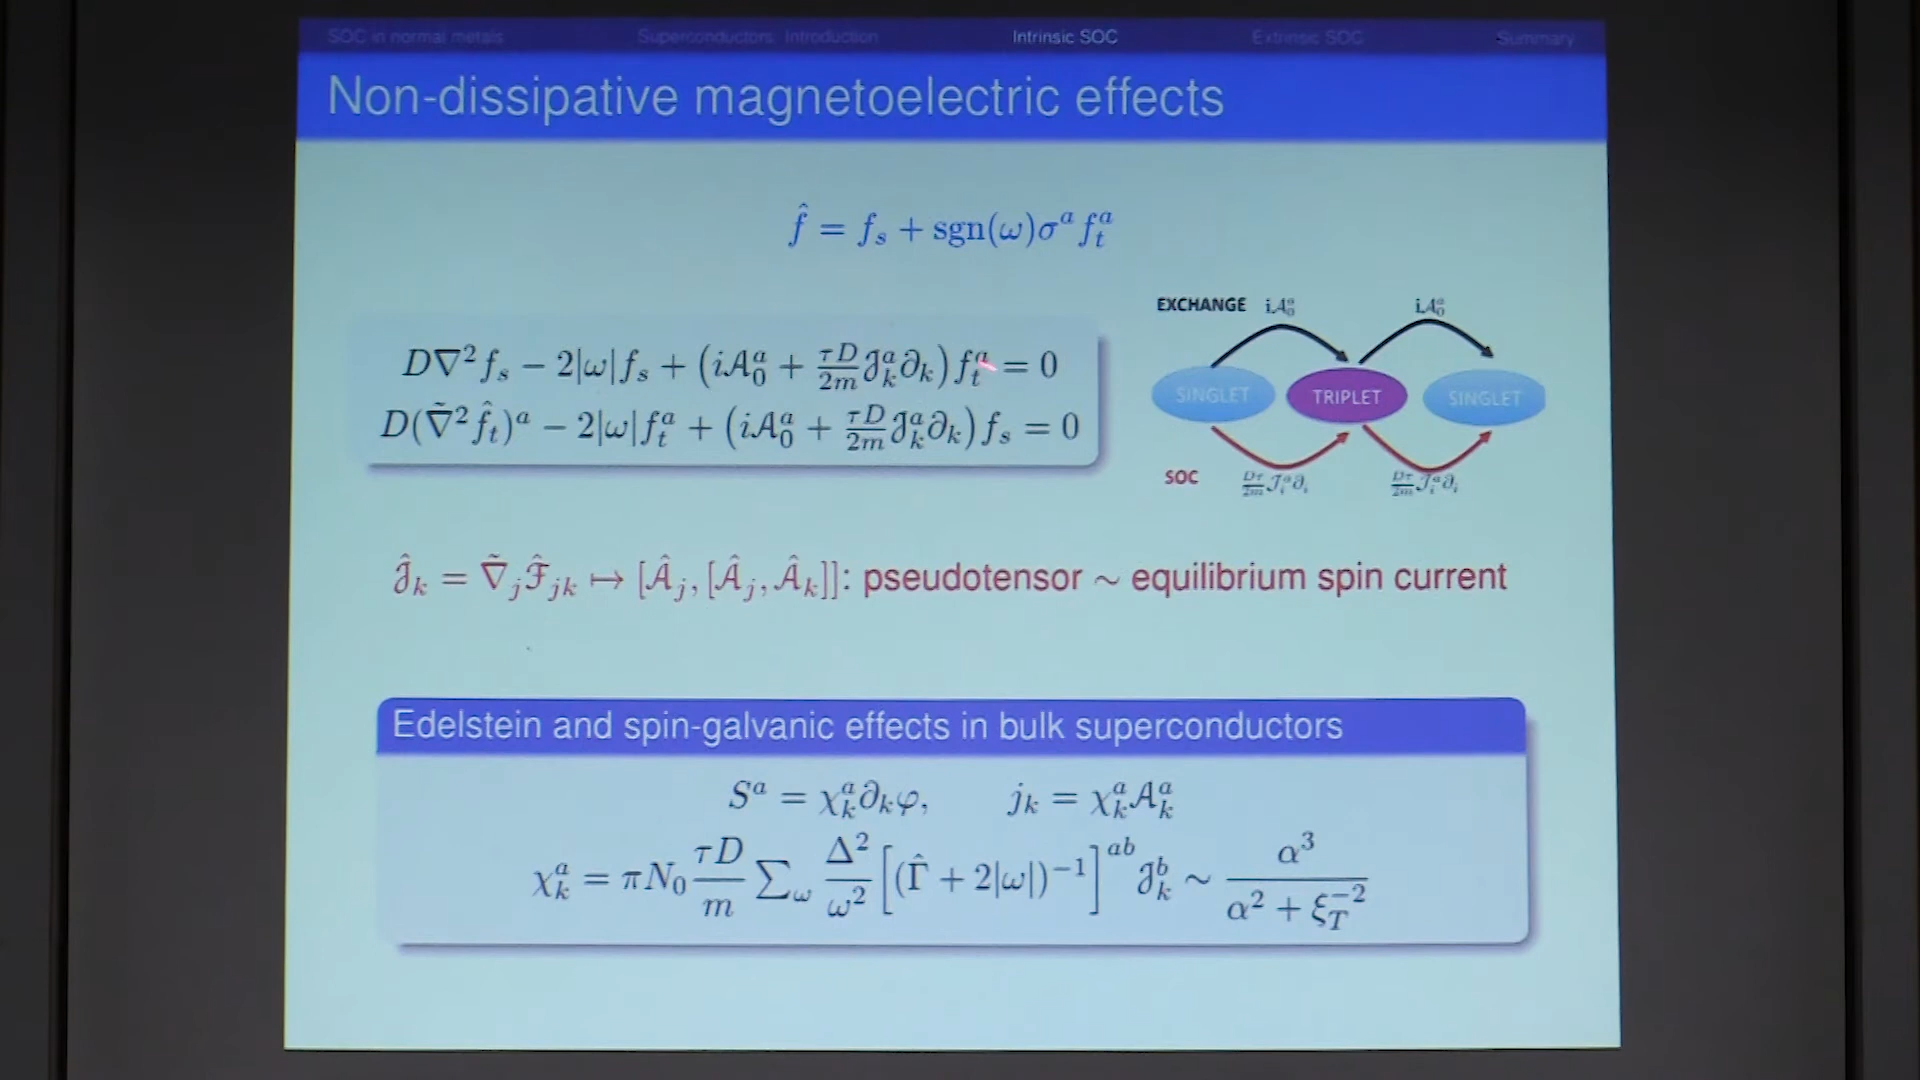 SOC in normal metals Superconductors: Introduction Intrinsic SOC Extrinsic SOC Summary
Non-dissipative magnetoelectric effects
f̂ = f_s + sgn(ω)σ^a f_t^a
D∇²f_s − 2|ω|f_s + (i𝒜_0^a + τD/2m 𝒥_k^a ∂_k) f_t^a = 0
D(∇̃² f̂_t)^a − 2|ω|f_t^a + (i𝒜_0^a + τD/2m 𝒥_k^a ∂_k) f_s = 0
EXCHANGE i𝒜_0^a i𝒜_0^a
SINGLET TRIPLET SINGLET
SOC Dτ/2m 𝒥_i^a ∂_i Dτ/2m 𝒥_i^a ∂_i
𝒥̂_k = ∇̃_j ℱ̂_jk ↦ [𝒜̂_j, [𝒜̂_j, 𝒜̂_k]]: pseudotensor ∼ equilibrium spin current
Edelstein and spin-galvanic effects in bulk superconductors
S^a = χ_k^a ∂_k φ, j_k = χ_k^a 𝒜_k^a
χ_k^a = πN_0 τD/m ∑_ω Δ²/ω² [(Γ̂ + 2|ω|)^−1]^ab 𝒥_k^b ∼ α³/(α² + ξ_T^−2)